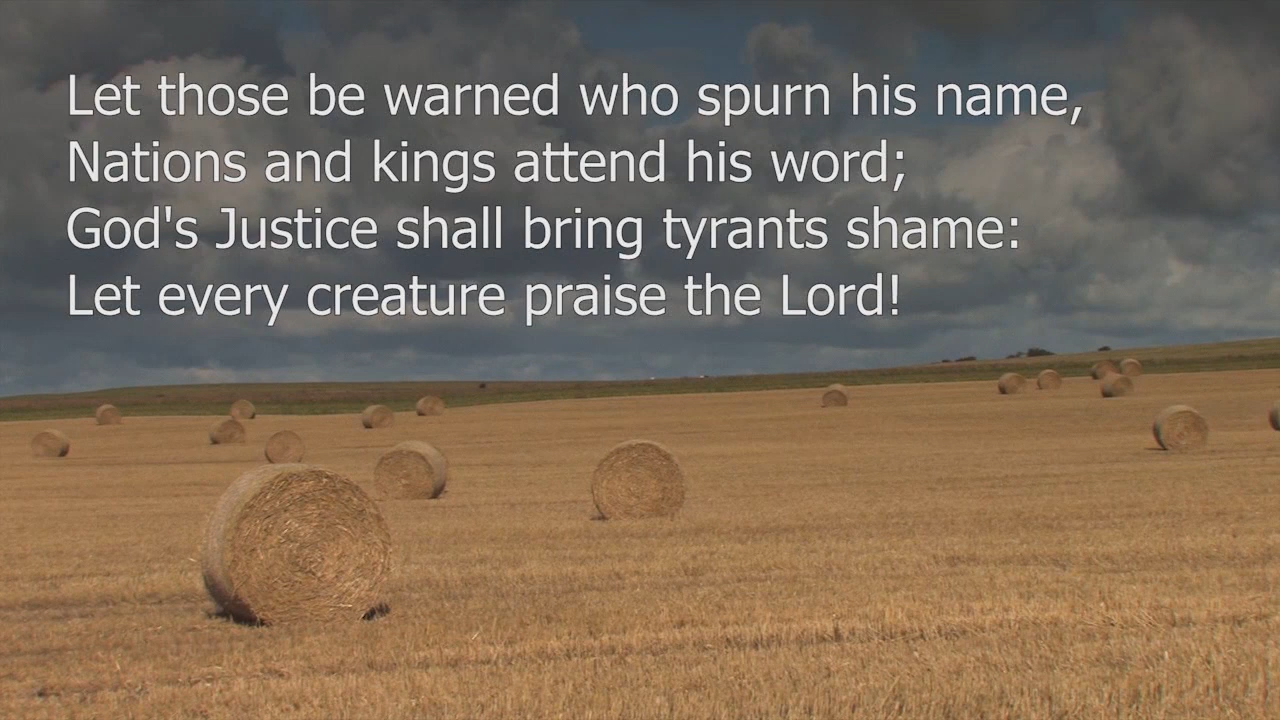 Let those be warned who spurn his name,
Nations and kings attend his word;
God's Justice shall bring tyrants shame:
Let every creature praise the Lord!